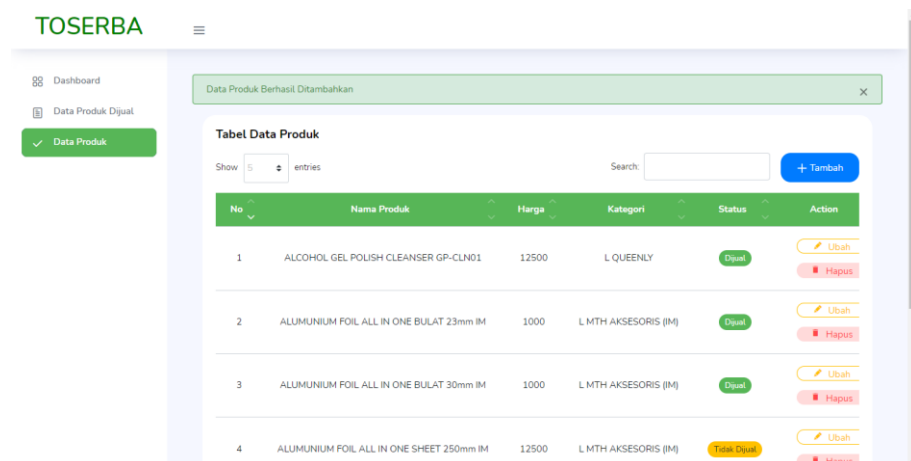 TOSERBA
Dashboard
Data Produk Dijual
Data Produk
Data Produk Berhasil Ditambahkan ×
Tabel Data Produk
Show 5 entries Search: + Tambah
No Nama Produk Harga Kategori Status Action
1 ALCOHOL GEL POLISH CLEANSER GP-CLN01 12500 L QUEENLY Dijual Ubah
Hapus
2 ALUMUNIUM FOIL ALL IN ONE BULAT 23mm IM 1000 L MTH AKSESORIS (IM) Dijual Ubah
Hapus
3 ALUMUNIUM FOIL ALL IN ONE BULAT 30mm IM 1000 L MTH AKSESORIS (IM) Dijual Ubah
Hapus
4 ALUMUNIUM FOIL ALL IN ONE SHEET 250mm IM 12500 L MTH AKSESORIS (IM) Tidak Dijual Ubah
Hapus